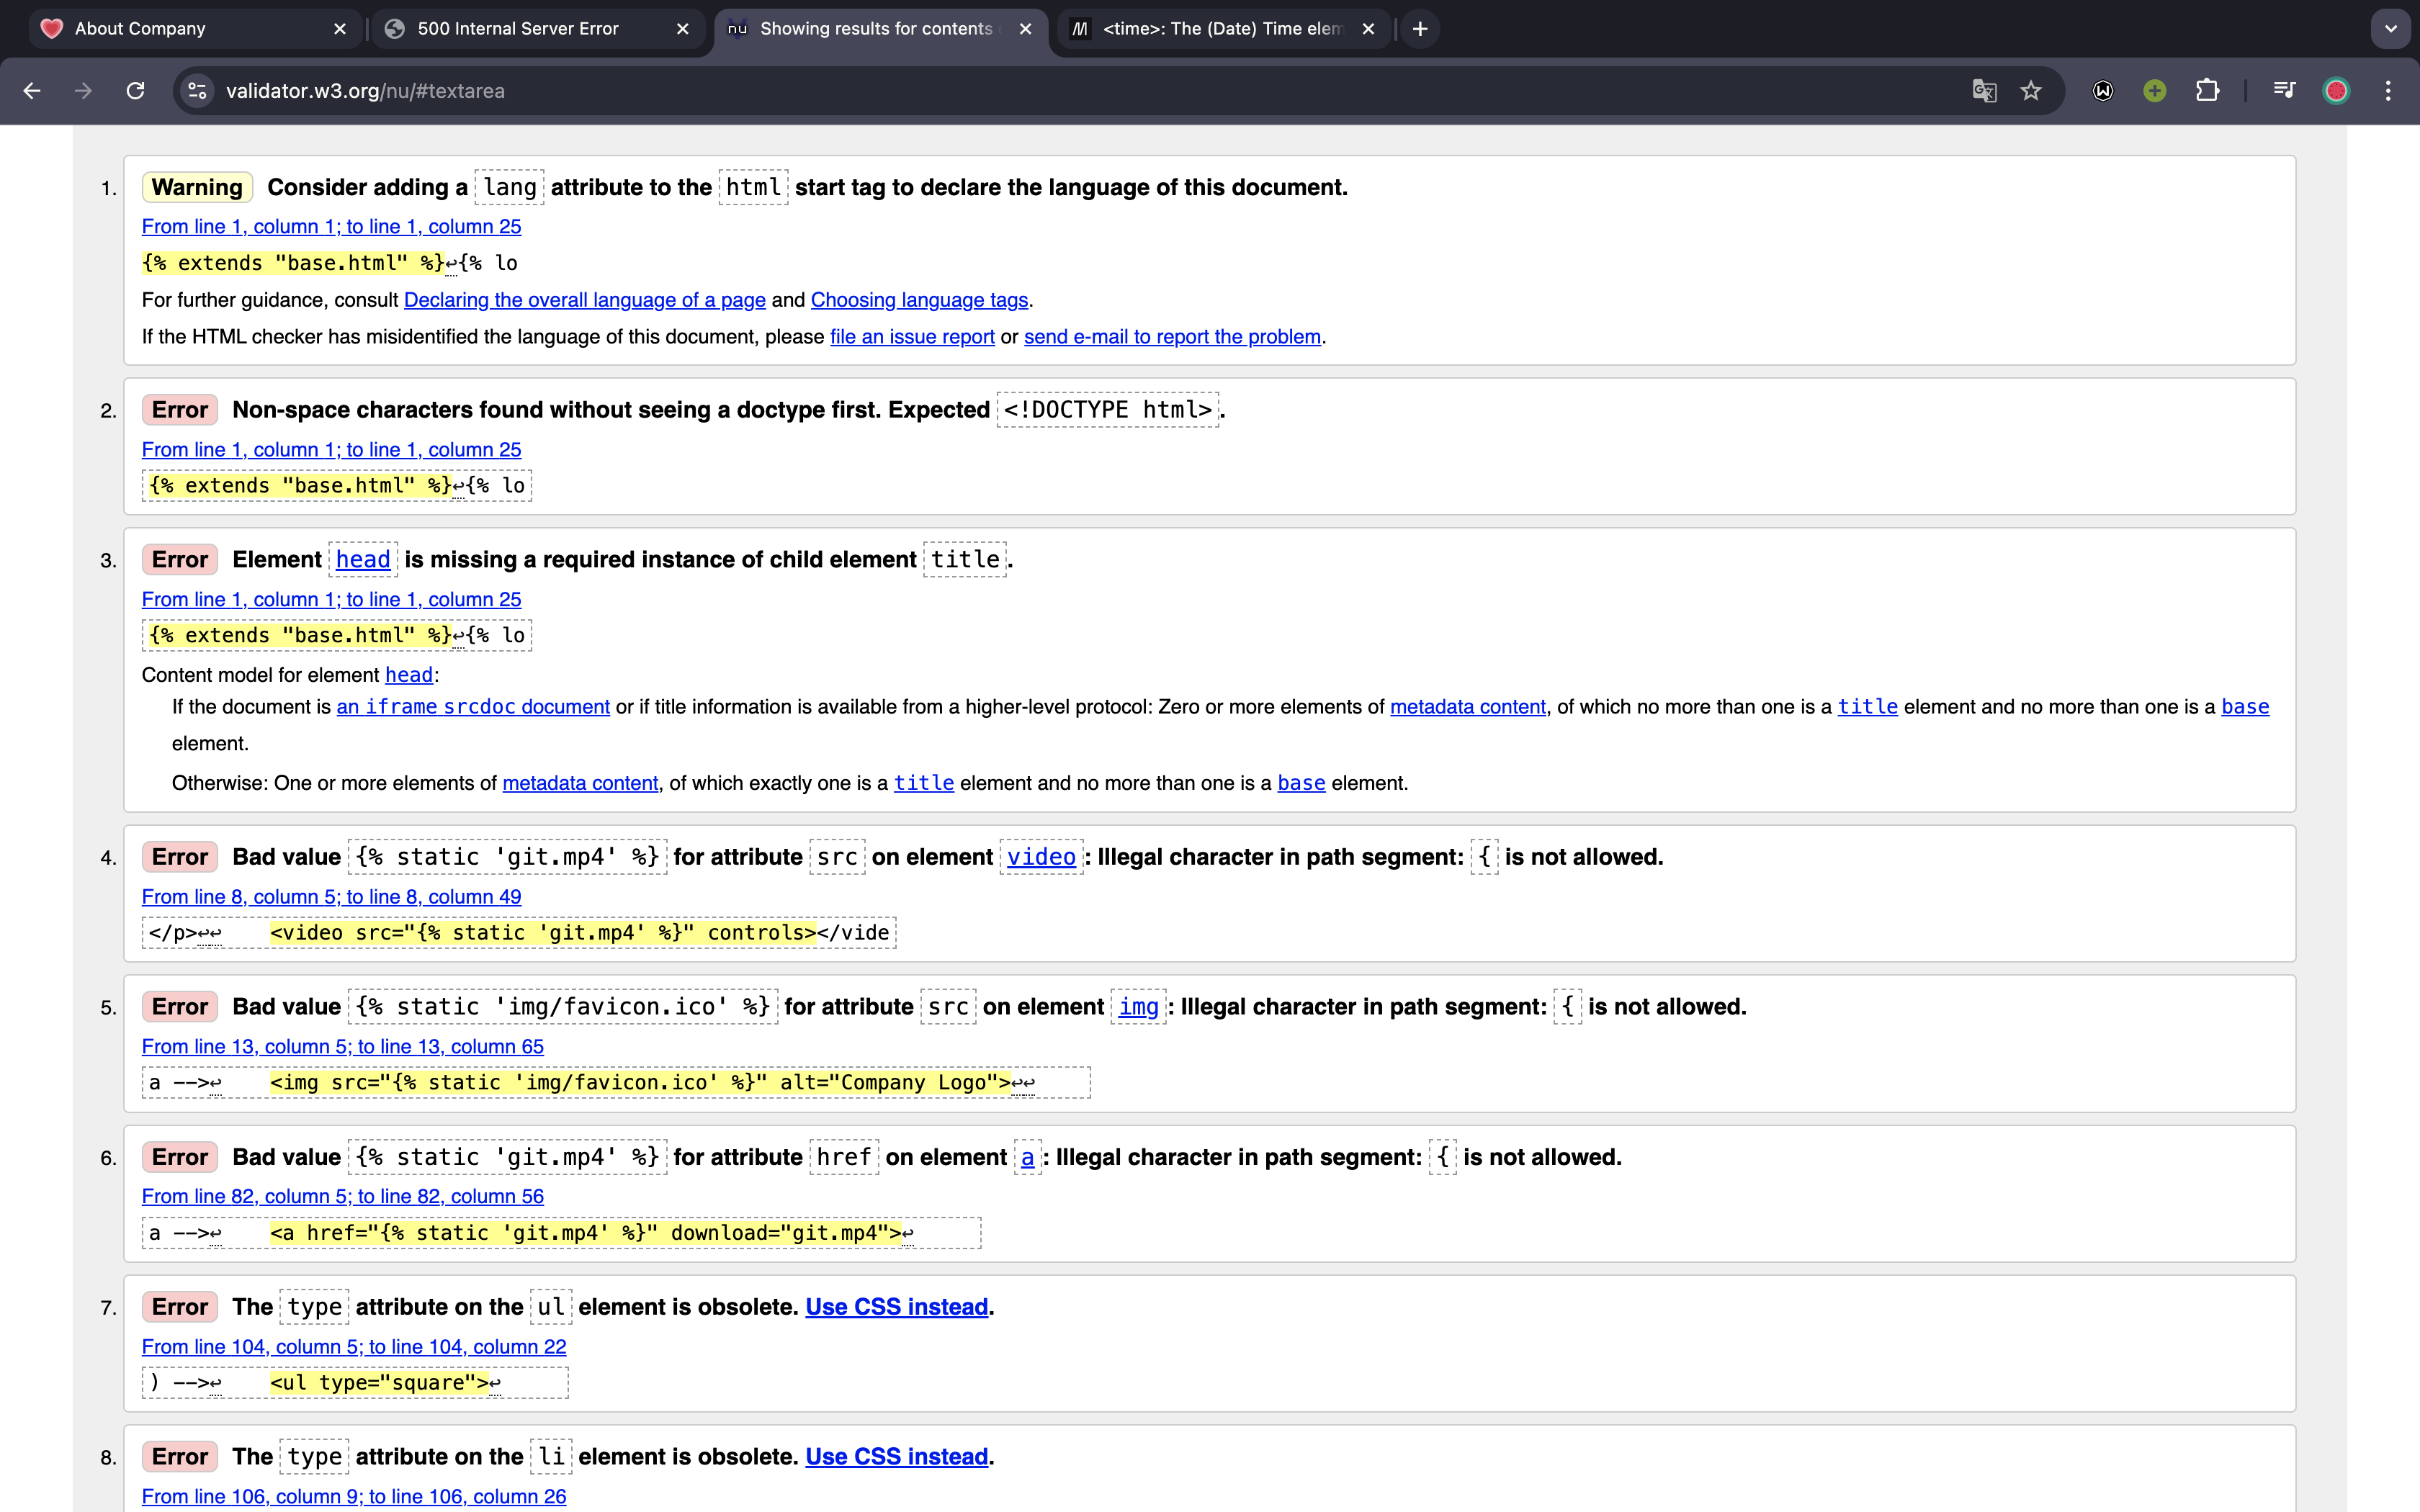 About Company
500 Internal Server Error
Showing results for contents
<time>: The (Date) Time elem
validator.w3.org/nu/#textarea
1. Warning Consider adding a lang attribute to the html start tag to declare the language of this document.
From line 1, column 1; to line 1, column 25
{% extends "base.html" %}↩{% lo
For further guidance, consult Declaring the overall language of a page and Choosing language tags.
If the HTML checker has misidentified the language of this document, please file an issue report or send e-mail to report the problem.
2. Error Non-space characters found without seeing a doctype first. Expected <!DOCTYPE html>.
From line 1, column 1; to line 1, column 25
{% extends "base.html" %}↩{% lo
3. Error Element head is missing a required instance of child element title.
From line 1, column 1; to line 1, column 25
{% extends "base.html" %}↩{% lo
Content model for element head:
If the document is an iframe srcdoc document or if title information is available from a higher-level protocol: Zero or more elements of metadata content, of which no more than one is a title element and no more than one is a base
element.
Otherwise: One or more elements of metadata content, of which exactly one is a title element and no more than one is a base element.
4. Error Bad value {% static 'git.mp4' %} for attribute src on element video: Illegal character in path segment: { is not allowed.
From line 8, column 5; to line 8, column 49
</p>↩↩    <video src="{% static 'git.mp4' %}" controls></vide
5. Error Bad value {% static 'img/favicon.ico' %} for attribute src on element img: Illegal character in path segment: { is not allowed.
From line 13, column 5; to line 13, column 65
a -->↩    <img src="{% static 'img/favicon.ico' %}" alt="Company Logo">↩↩
6. Error Bad value {% static 'git.mp4' %} for attribute href on element a: Illegal character in path segment: { is not allowed.
From line 82, column 5; to line 82, column 56
a -->↩    <a href="{% static 'git.mp4' %}" download="git.mp4">↩
7. Error The type attribute on the ul element is obsolete. Use CSS instead.
From line 104, column 5; to line 104, column 22
) -->↩    <ul type="square">↩
8. Error The type attribute on the li element is obsolete. Use CSS instead.
From line 106, column 9; to line 106, column 26